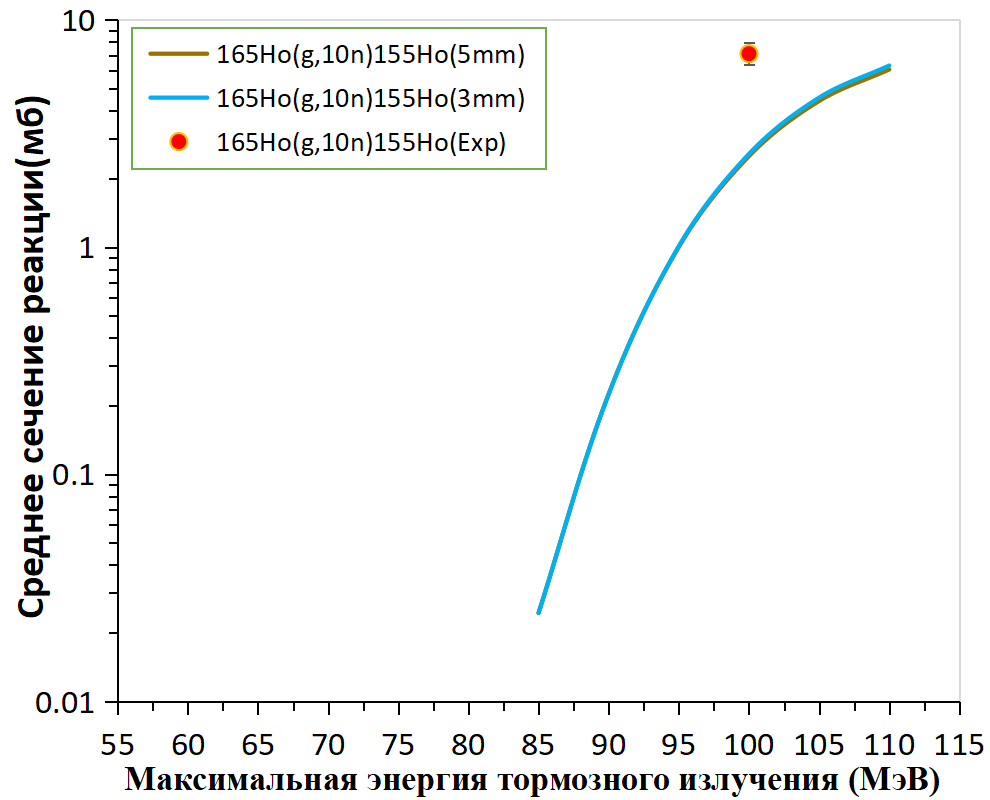 10
165Ho(g,10n)155Ho(5mm)
165Ho(g,10n)155Ho(3mm)
165Ho(g,10n)155Ho(Exp)
1
0.1
0.01
Среднее сечение реакции(мб)
55 60 65 70 75 80 85 90 95 100 105 110 115
Максимальная энергия тормозного излучения (МэВ)